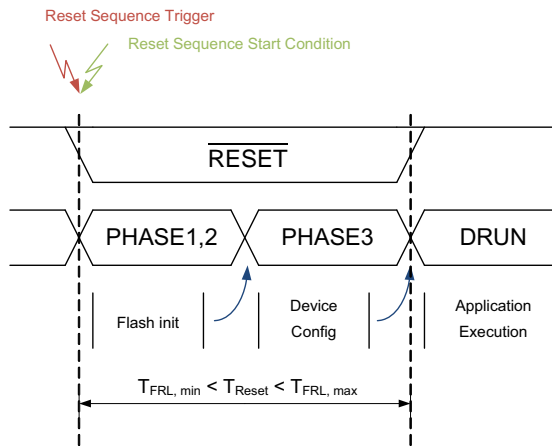 Reset Sequence Trigger
Reset Sequence Start Condition
RESET
PHASE1,2
PHASE3
DRUN
Flash init
Device
Config
Application
Execution
TFRL, min < TReset < TFRL, max